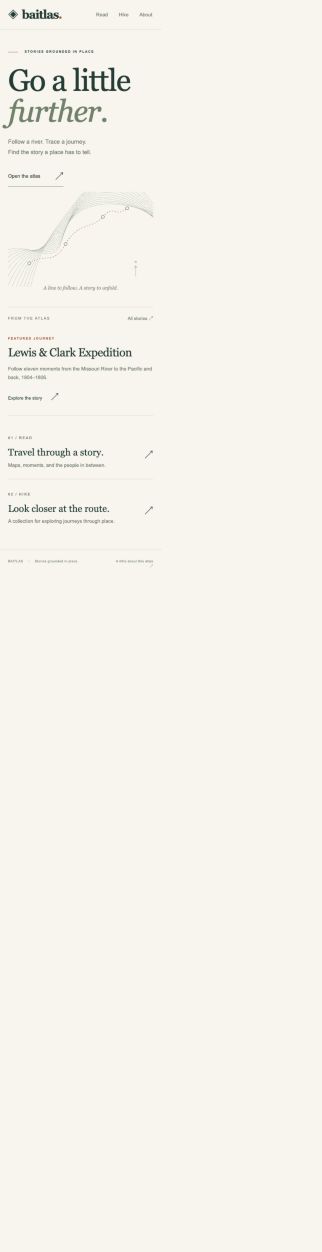 baitlas.
Read Hike About
STORIES GROUNDED IN PLACE
Go a little
further.
Follow a river. Trace a journey.
Find the story a place has to tell.
Open the atlas
A line to follow. A story to unfold.
FROM THE ATLAS
All stories
FEATURED JOURNEY
Lewis & Clark Expedition
Follow eleven moments from the Missouri River to the Pacific and
back, 1804–1806.
Explore the story
01 / READ
Travel through a story.
Maps, moments, and the people in between.
02 / HIKE
Look closer at the route.
A collection for exploring journeys through place.
BAITLAS / Stories grounded in place.
A little about this atlas